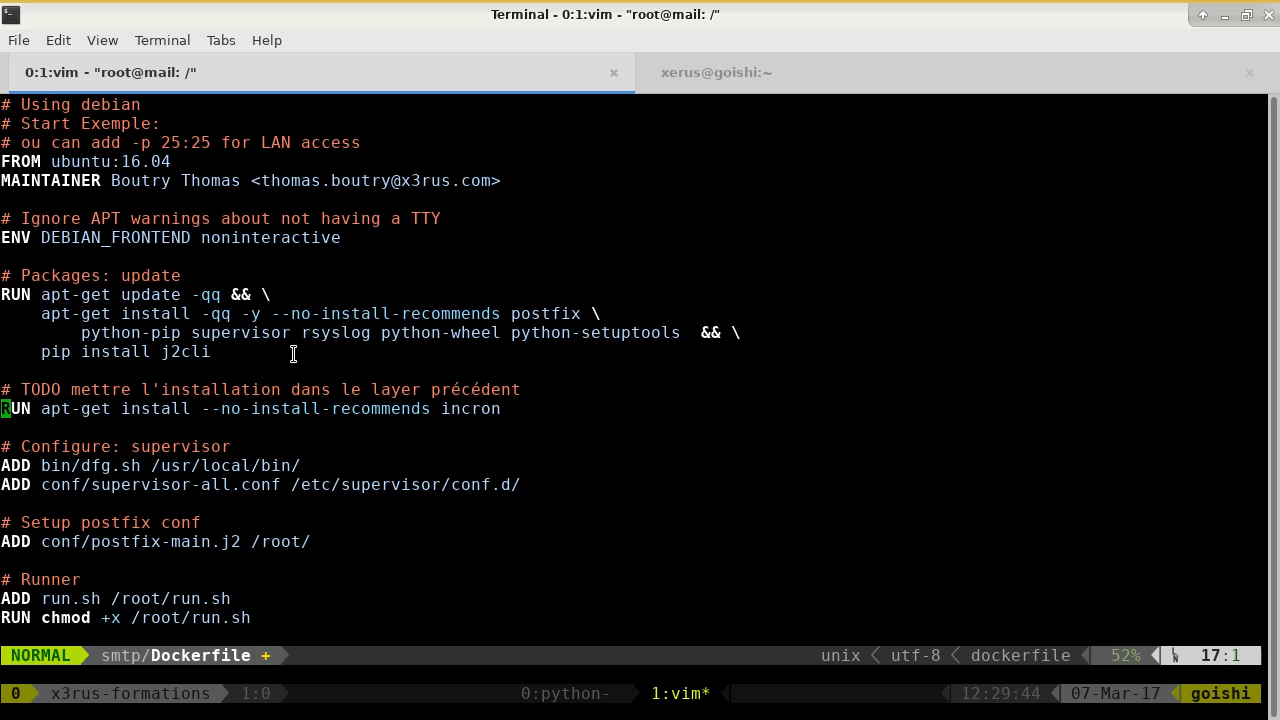 Terminal - 0:1:vim - "root@mail: /"
File Edit View Terminal Tabs Help
0:1:vim - "root@mail: /" × xerus@goishi:~ ×
# Using debian
# Start Exemple:
# ou can add -p 25:25 for LAN access
FROM ubuntu:16.04
MAINTAINER Boutry Thomas <thomas.boutry@x3rus.com>
# Ignore APT warnings about not having a TTY
ENV DEBIAN_FRONTEND noninteractive
# Packages: update
RUN apt-get update -qq && \
    apt-get install -qq -y --no-install-recommends postfix \
        python-pip supervisor rsyslog python-wheel python-setuptools  && \
    pip install j2cli
# TODO mettre l'installation dans le layer précédent
RUN apt-get install --no-install-recommends incron
# Configure: supervisor
ADD bin/dfg.sh /usr/local/bin/
ADD conf/supervisor-all.conf /etc/supervisor/conf.d/
# Setup postfix conf
ADD conf/postfix-main.j2 /root/
# Runner
ADD run.sh /root/run.sh
RUN chmod +x /root/run.sh
NORMAL smtp/Dockerfile + unix utf-8 dockerfile 52% 17:1
0 x3rus-formations 1:0 0:python- 1:vim* 12:29:44 07-Mar-17 goishi